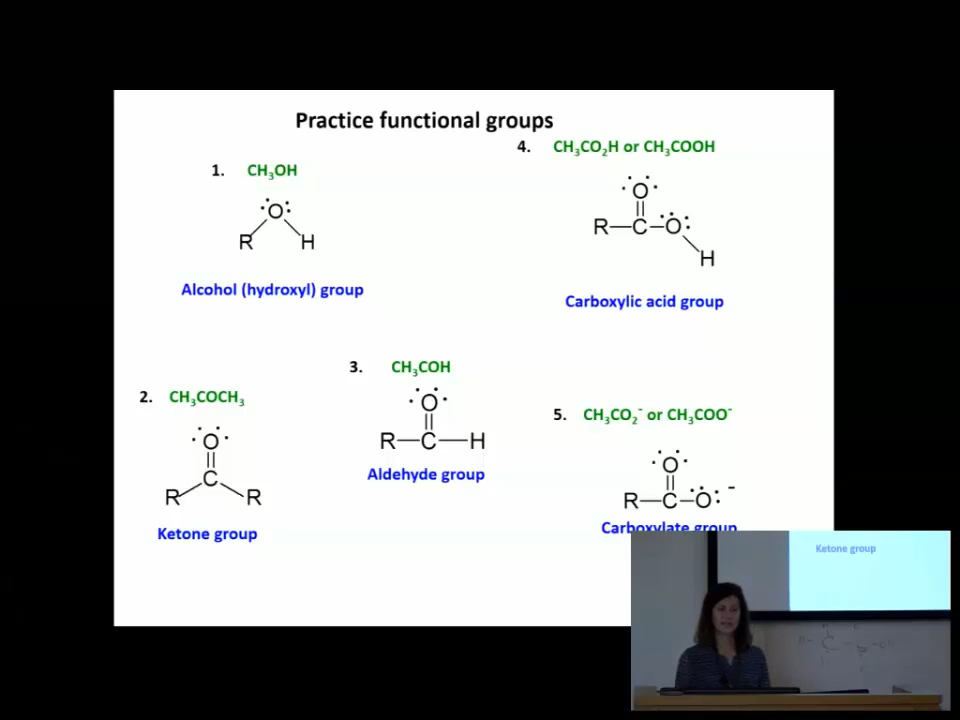 Practice functional groups
1. CH₃OH
O
R H
Alcohol (hydroxyl) group
2. CH₃COCH₃
O
C
R R
Ketone group
3. CH₃COH
O
R—C—H
Aldehyde group
4. CH₃CO₂H or CH₃COOH
O
R—C—O
H
Carboxylic acid group
5. CH₃CO₂⁻ or CH₃COO⁻
O
R—C—O ⁻
Carboxylate group
Ketone group